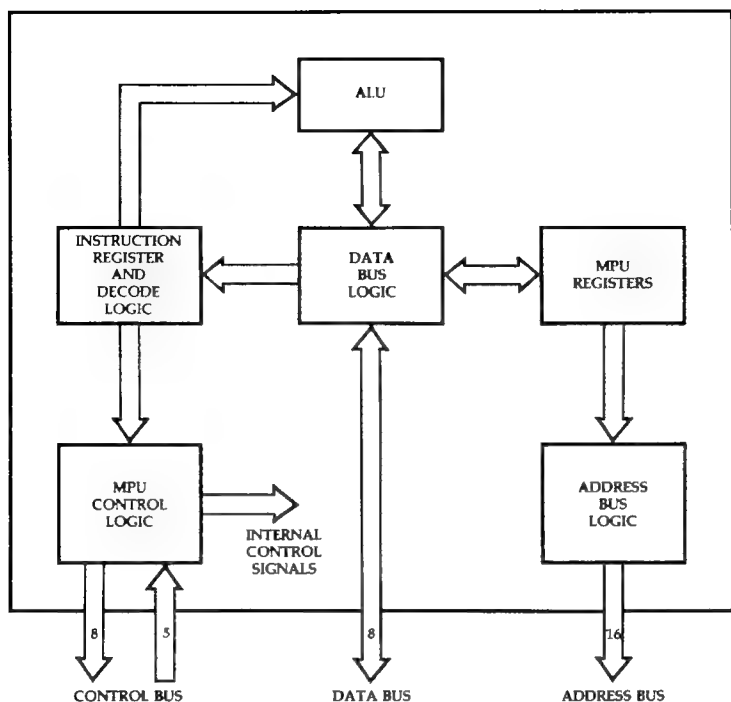 ALU
INSTRUCTION
REGISTER
AND
DECODE
LOGIC
DATA
BUS
LOGIC
MPU
REGISTERS
MPU
CONTROL
LOGIC
INTERNAL
CONTROL
SIGNALS
ADDRESS
BUS
LOGIC
8
5
8
16
CONTROL BUS
DATA BUS
ADDRESS BUS